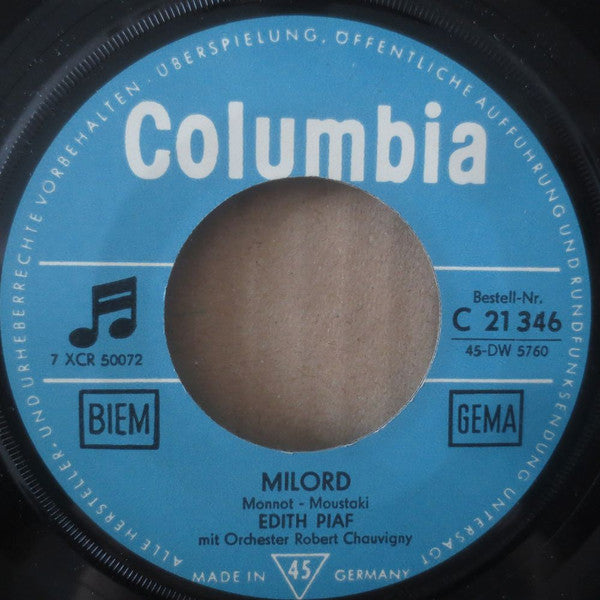 ALLE HERSTELLER- UND URHEBERRECHTE VORBEHALTEN. ÜBERSPIELUNG, ÖFFENTLICHE AUFFÜHRUNG UND RUNDFUNKSENDUNG UNTERSAGT
Columbia
7 XCR 50072
Bestell-Nr.
C 21 346
45-DW 5760
BIEM
GEMA
MILORD
Monnot - Moustaki
EDITH PIAF
mit Orchester Robert Chauvigny
MADE IN 45 GERMANY